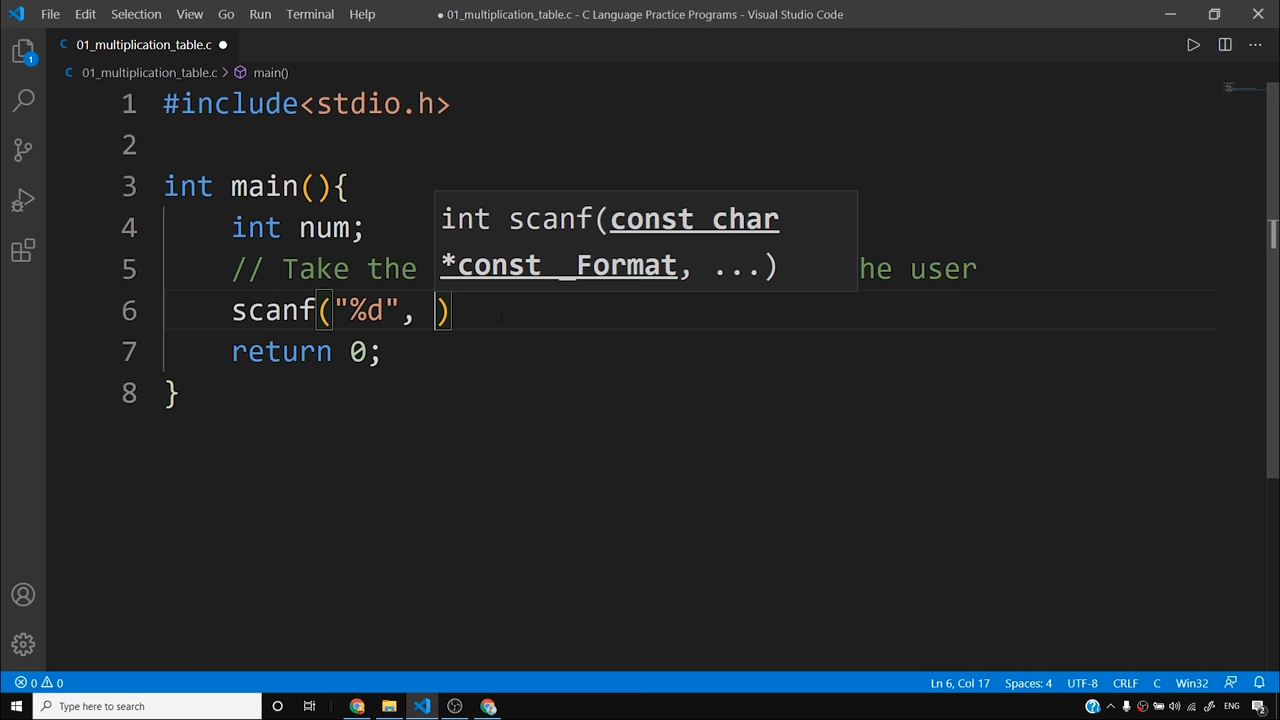 File Edit Selection View Go Run Terminal Help
● 01_multiplication_table.c - C Language Practice Programs - Visual Studio Code
1
C 01_multiplication_table.c ●
C 01_multiplication_table.c > main()
1 #include<stdio.h>
2
3 int main(){
4 int num;
int scanf(const char
*const _Format, ...)
5 // Take the he user
6 scanf("%d", )
7 return 0;
8 }
0 0
Ln 6, Col 17 Spaces: 4 UTF-8 CRLF C Win32
Type here to search
ENG
2